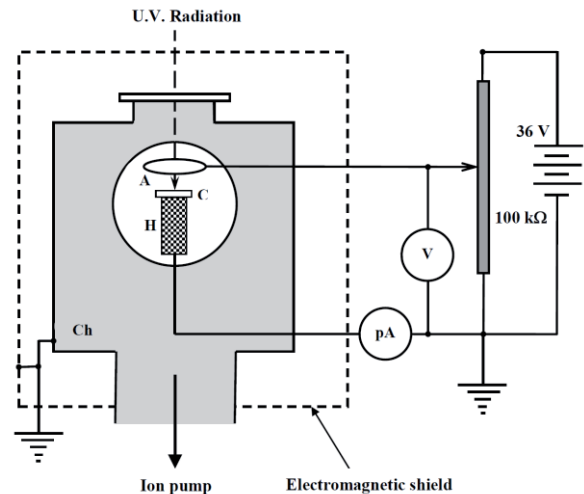 U.V. Radiation
36 V
A
C
H
100 kΩ
V
Ch
pA
Ion pump
Electromagnetic shield